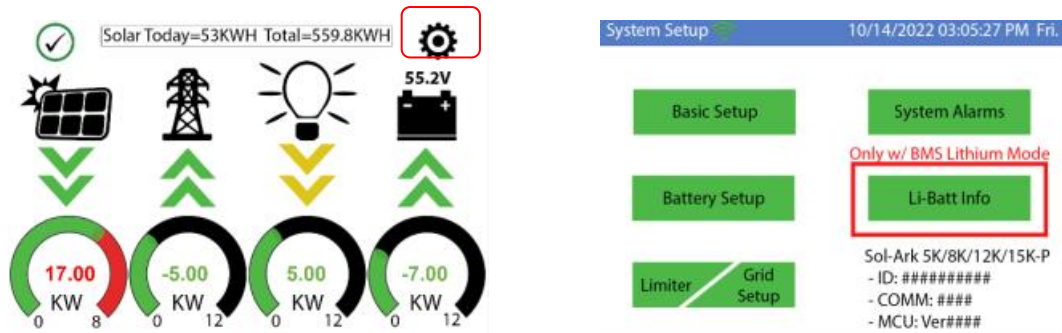 Solar Today=53KWH Total=559.8KWH
55.2V
- +
17.00
KW
0 8
-5.00
KW
0 12
5.00
KW
0 12
-7.00
KW
0 12
System Setup 10/14/2022 03:05:27 PM Fri.
Basic Setup
System Alarms
Only w/ BMS Lithium Mode
Battery Setup
Li-Batt Info
Limiter
Grid
Setup
Sol-Ark 5K/8K/12K/15K-P
- ID: ##########
- COMM: ####
- MCU: Ver####